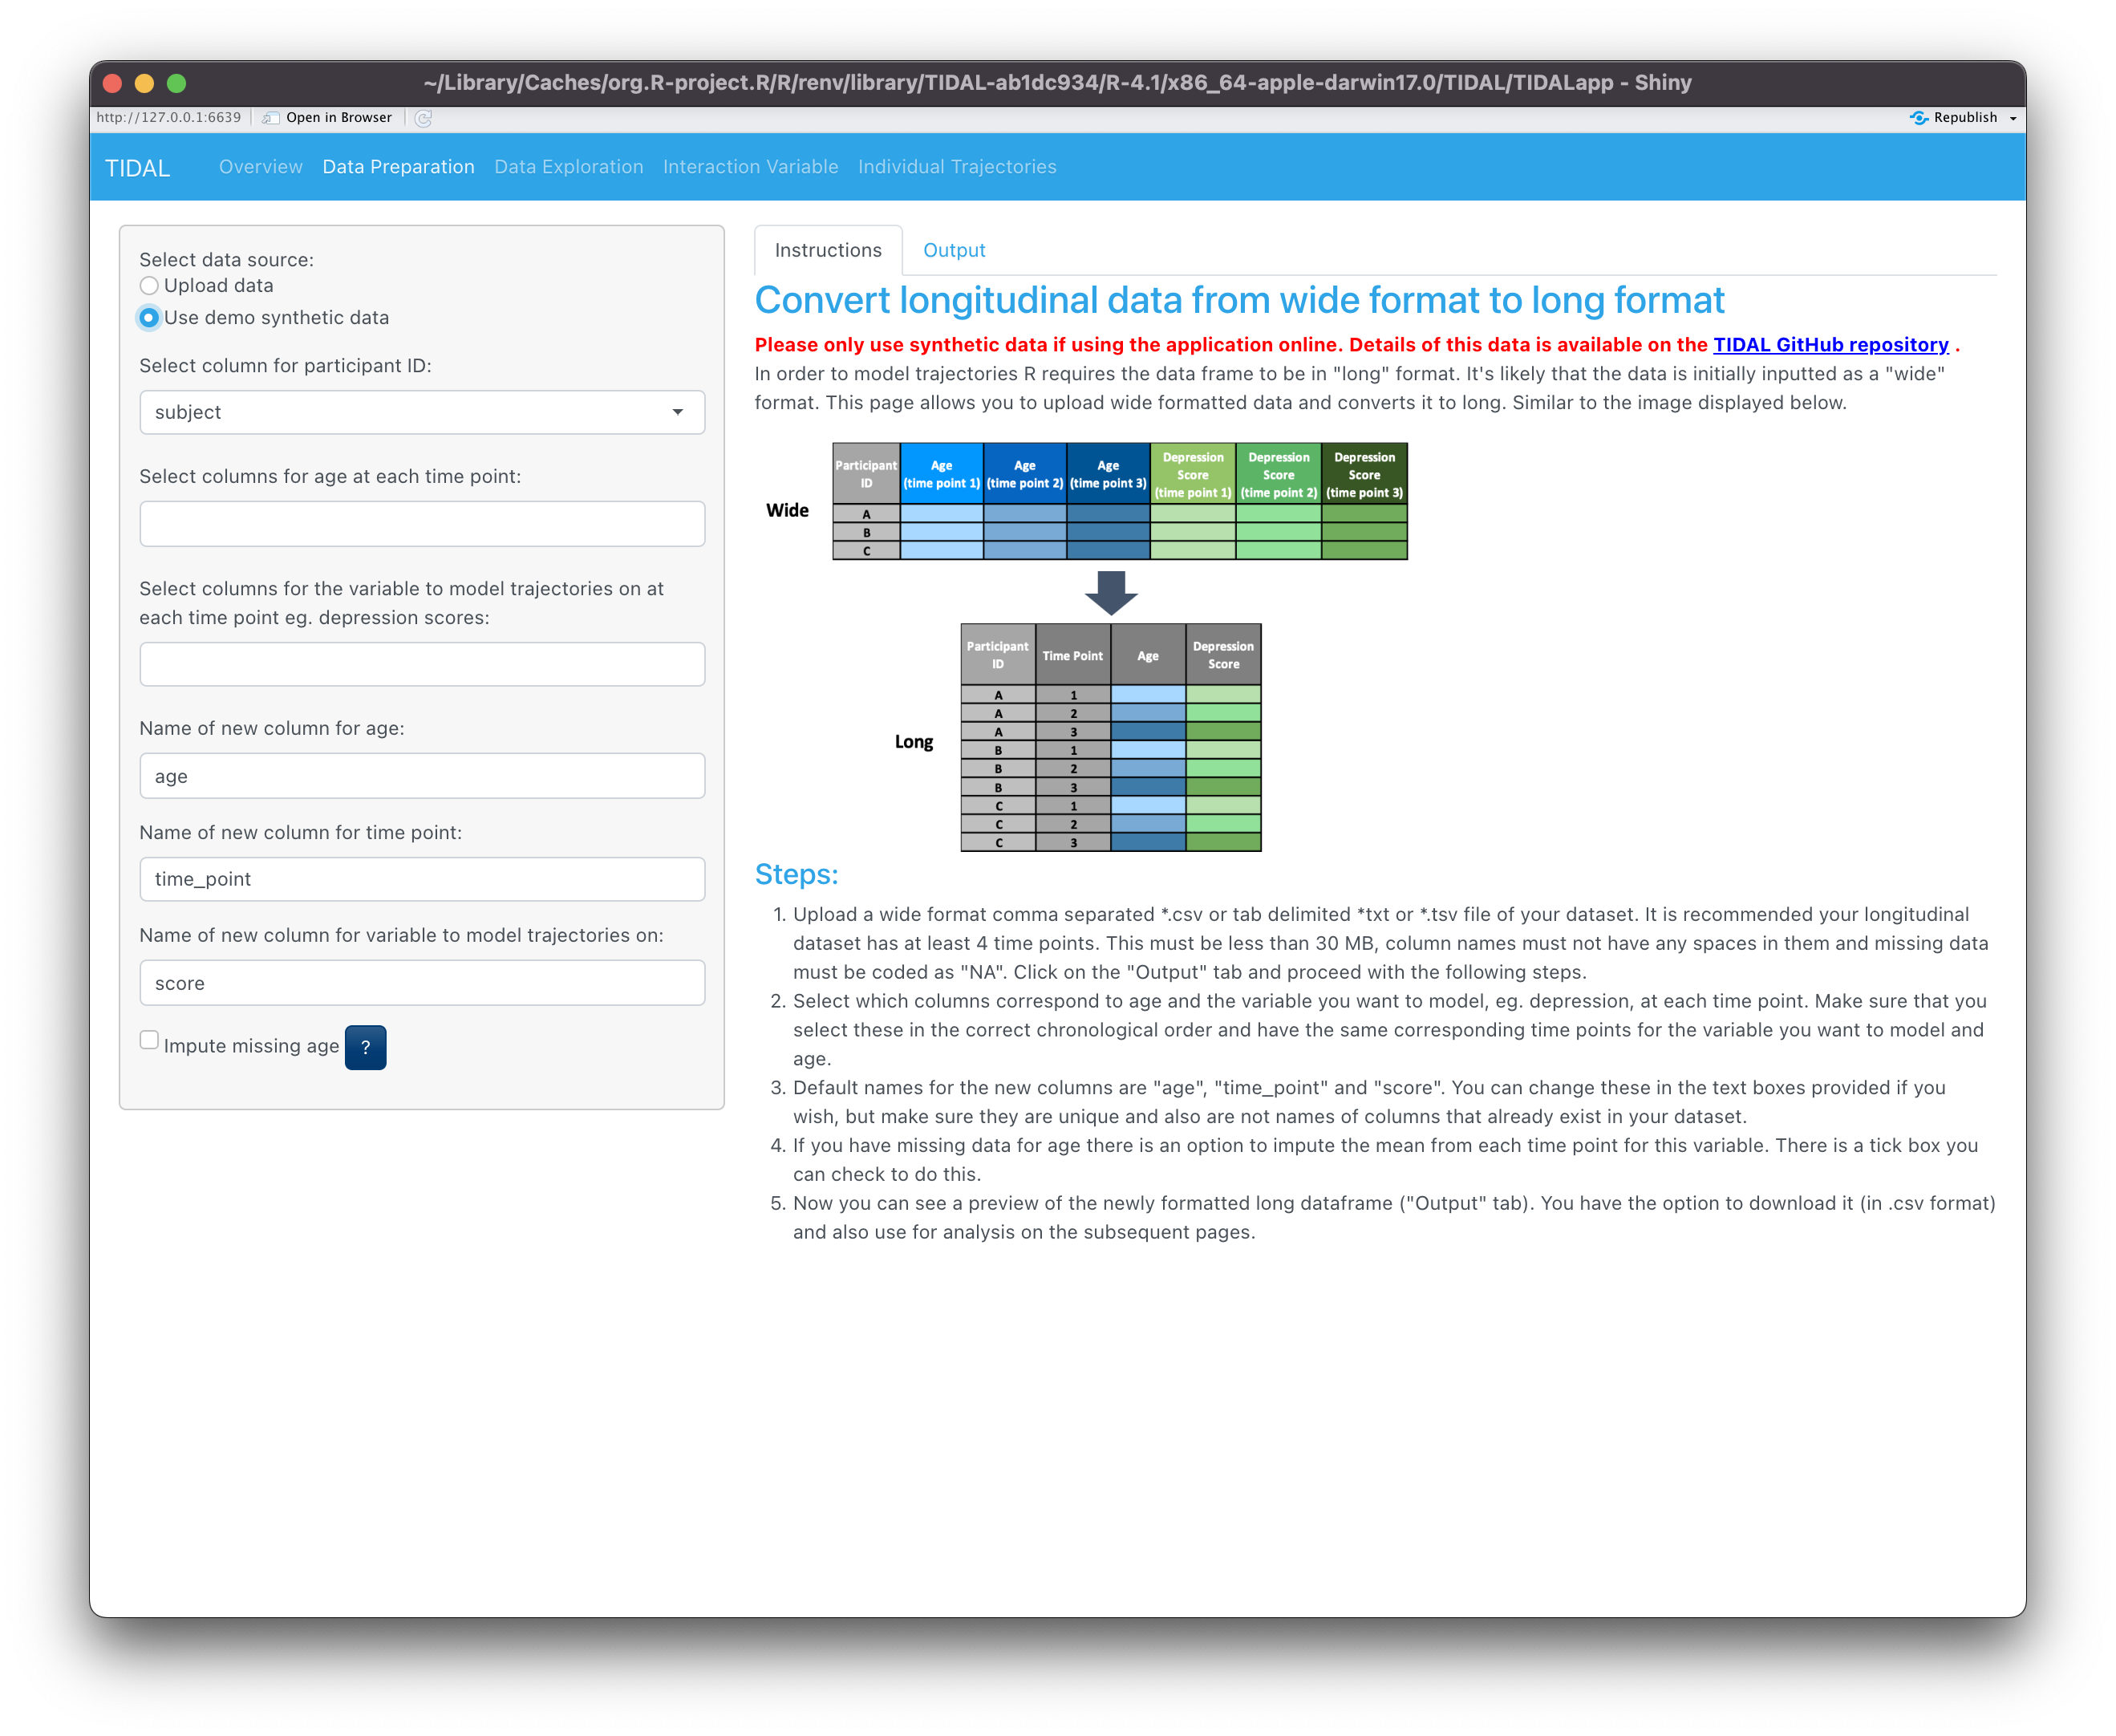 ~/Library/Caches/org.R-project.R/R/renv/library/TIDAL-ab1dc934/R-4.1/x86_64-apple-darwin17.0/TIDAL/TIDALapp - Shiny
http://127.0.0.1:6639 Open in Browser Republish
TIDAL Overview Data Preparation Data Exploration Interaction Variable Individual Trajectories
Select data source:
Upload data
Use demo synthetic data
Select column for participant ID:
subject
Select columns for age at each time point:
Select columns for the variable to model trajectories on at
each time point eg. depression scores:
Name of new column for age:
age
Name of new column for time point:
time_point
Name of new column for variable to model trajectories on:
score
Impute missing age ?
Instructions Output
Convert longitudinal data from wide format to long format
Please only use synthetic data if using the application online. Details of this data is available on the TIDAL GitHub repository .
In order to model trajectories R requires the data frame to be in "long" format. It's likely that the data is initially inputted as a "wide"
format. This page allows you to upload wide formatted data and converts it to long. Similar to the image displayed below.
Wide
Participant ID Age (time point 1) Age (time point 2) Age (time point 3) Depression Score (time point 1) Depression Score (time point 2) Depression Score (time point 3)
A
B
C
Long
Participant ID Time Point Age Depression Score
A 1
A 2
A 3
B 1
B 2
B 3
C 1
C 2
C 3
Steps:
1. Upload a wide format comma separated *.csv or tab delimited *txt or *.tsv file of your dataset. It is recommended your longitudinal
dataset has at least 4 time points. This must be less than 30 MB, column names must not have any spaces in them and missing data
must be coded as "NA". Click on the "Output" tab and proceed with the following steps.
2. Select which columns correspond to age and the variable you want to model, eg. depression, at each time point. Make sure that you
select these in the correct chronological order and have the same corresponding time points for the variable you want to model and
age.
3. Default names for the new columns are "age", "time_point" and "score". You can change these in the text boxes provided if you
wish, but make sure they are unique and also are not names of columns that already exist in your dataset.
4. If you have missing data for age there is an option to impute the mean from each time point for this variable. There is a tick box you
can check to do this.
5. Now you can see a preview of the newly formatted long dataframe ("Output" tab). You have the option to download it (in .csv format)
and also use for analysis on the subsequent pages.